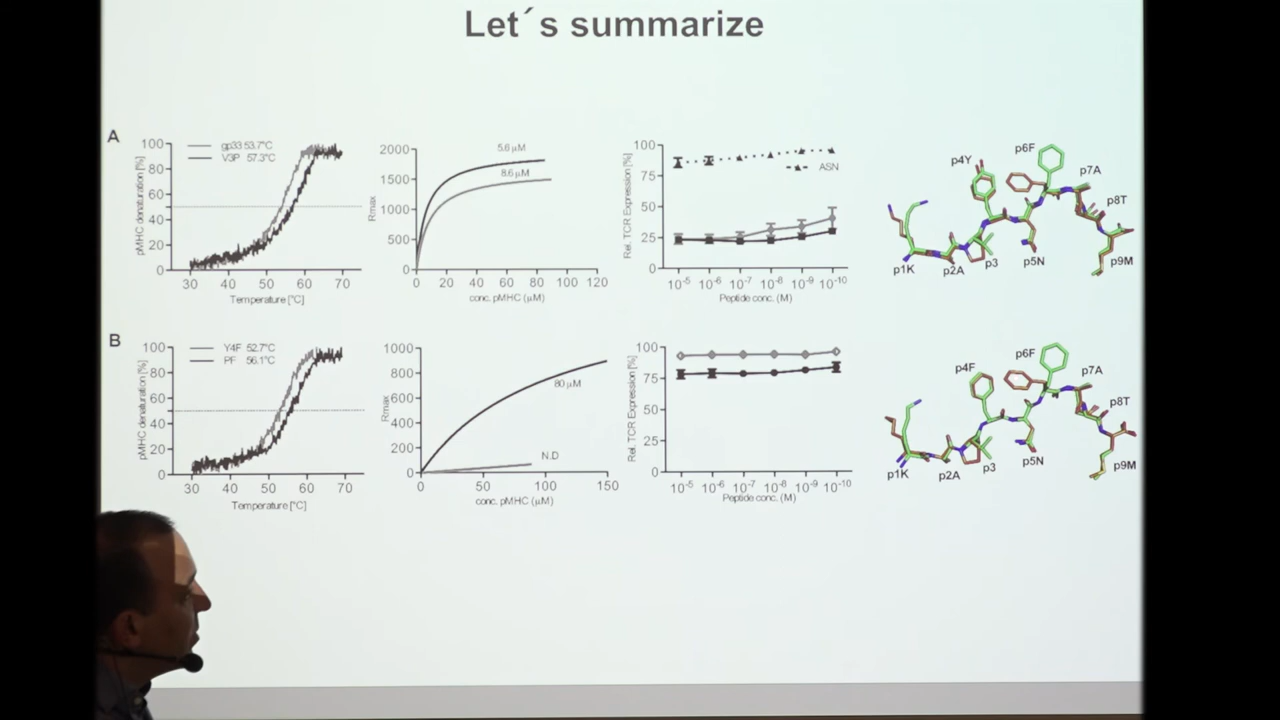 Let´s summarize
A
gp33 53.7°C
V3P 57.3°C
pMHC denaturation [%]
100
80
60
40
20
0
30 40 50 60 70
Temperature [°C]
Rmax
2000
1500
1000
500
0
5.6 µM
8.6 µM
0 20 40 60 80 100 120
conc. pMHC (µM)
Rel. TCR Expression [%]
100
75
50
25
0
ASN
10-5 10-6 10-7 10-8 10-9 10-10
Peptide conc. (M)
p1K
p2A
p3
p4Y
p5N
p6F
p7A
p8T
p9M
B
Y4F 52.7°C
PF 56.1°C
pMHC denaturation [%]
100
80
60
40
20
0
30 40 50 60 70
Temperature [°C]
Rmax
1000
800
600
400
200
0
80 µM
N.D
0 50 100 150
conc. pMHC (µM)
Rel. TCR Expression [%]
100
75
50
25
0
10-5 10-6 10-7 10-8 10-9 10-10
Peptide conc. (M)
p1K
p2A
p3
p4F
p5N
p6F
p7A
p8T
p9M